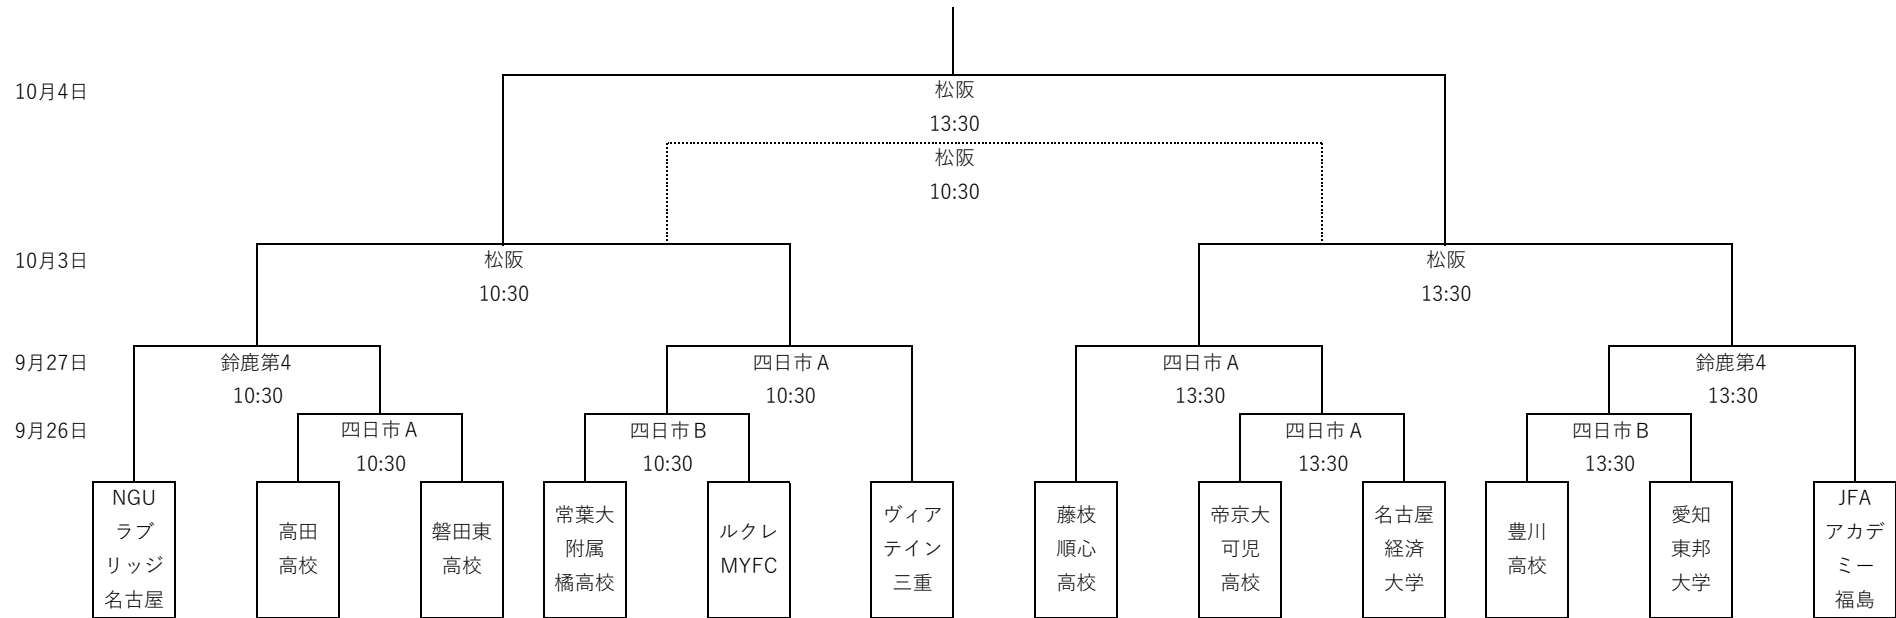 10月4日
松阪
13:30
松阪
10:30
10月3日
松阪
10:30
松阪
13:30
9月27日
鈴鹿第4
10:30
四日市A
10:30
四日市A
13:30
鈴鹿第4
13:30
9月26日
四日市A
10:30
四日市B
10:30
四日市A
13:30
四日市B
13:30
NGU
ラブ
リッジ
名古屋
高田
高校
磐田東
高校
常葉大
附属
橘高校
ルクレ
MYFC
ヴィア
テイン
三重
藤枝
順心
高校
帝京大
可児
高校
名古屋
経済
大学
豊川
高校
愛知
東邦
大学
JFA
アカデ
ミー
福島